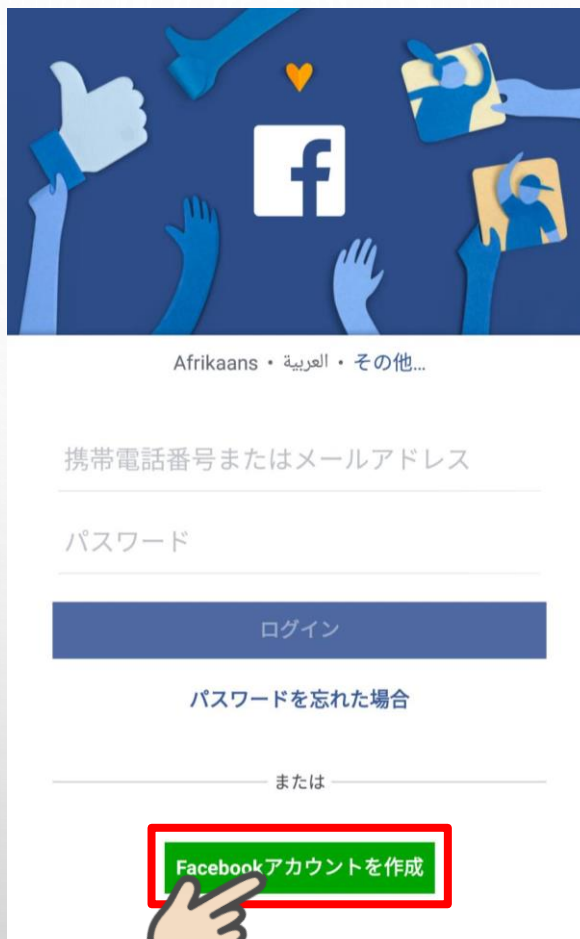 f
Afrikaans • العربية • その他...
携帯電話番号またはメールアドレス
パスワード
ログイン
パスワードを忘れた場合
または
Facebookアカウントを作成